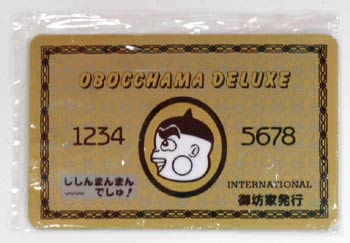 OBOCCHAMA DELUXE
1234 5678
じしんまんまん
でしゅ!
INTERNATIONAL
御坊家発行